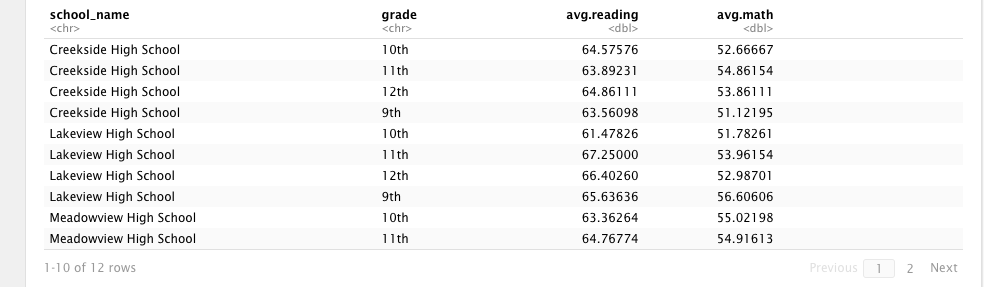 school_name grade avg.reading avg.math
<chr> <chr> <dbl> <dbl>
Creekside High School 10th 64.57576 52.66667
Creekside High School 11th 63.89231 54.86154
Creekside High School 12th 64.86111 53.86111
Creekside High School 9th 63.56098 51.12195
Lakeview High School 10th 61.47826 51.78261
Lakeview High School 11th 67.25000 53.96154
Lakeview High School 12th 66.40260 52.98701
Lakeview High School 9th 65.63636 56.60606
Meadowview High School 10th 63.36264 55.02198
Meadowview High School 11th 64.76774 54.91613
1-10 of 12 rows Previous 1 2 Next